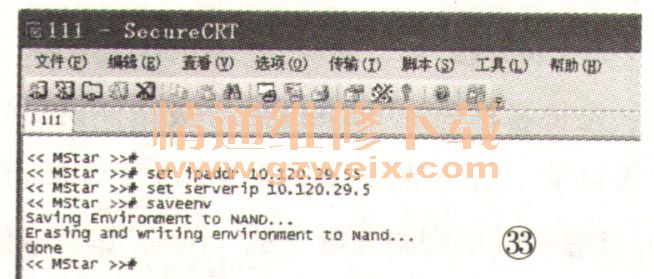 111 - SecureCRT
文件(F) 编辑(E) 查看(V) 选项(O) 传输(T) 脚本(S) 工具(L) 帮助(H)
111
精通维修下载
www.gzweix.com
<< MStar >>#
<< MStar >># set ipaddr 10.120.29.55
<< MStar >># set serverip 10.120.29.5
<< MStar >># saveenv
Saving Environment to NAND...
Erasing and writing environment to Nand...
done
<< MStar >>#
33